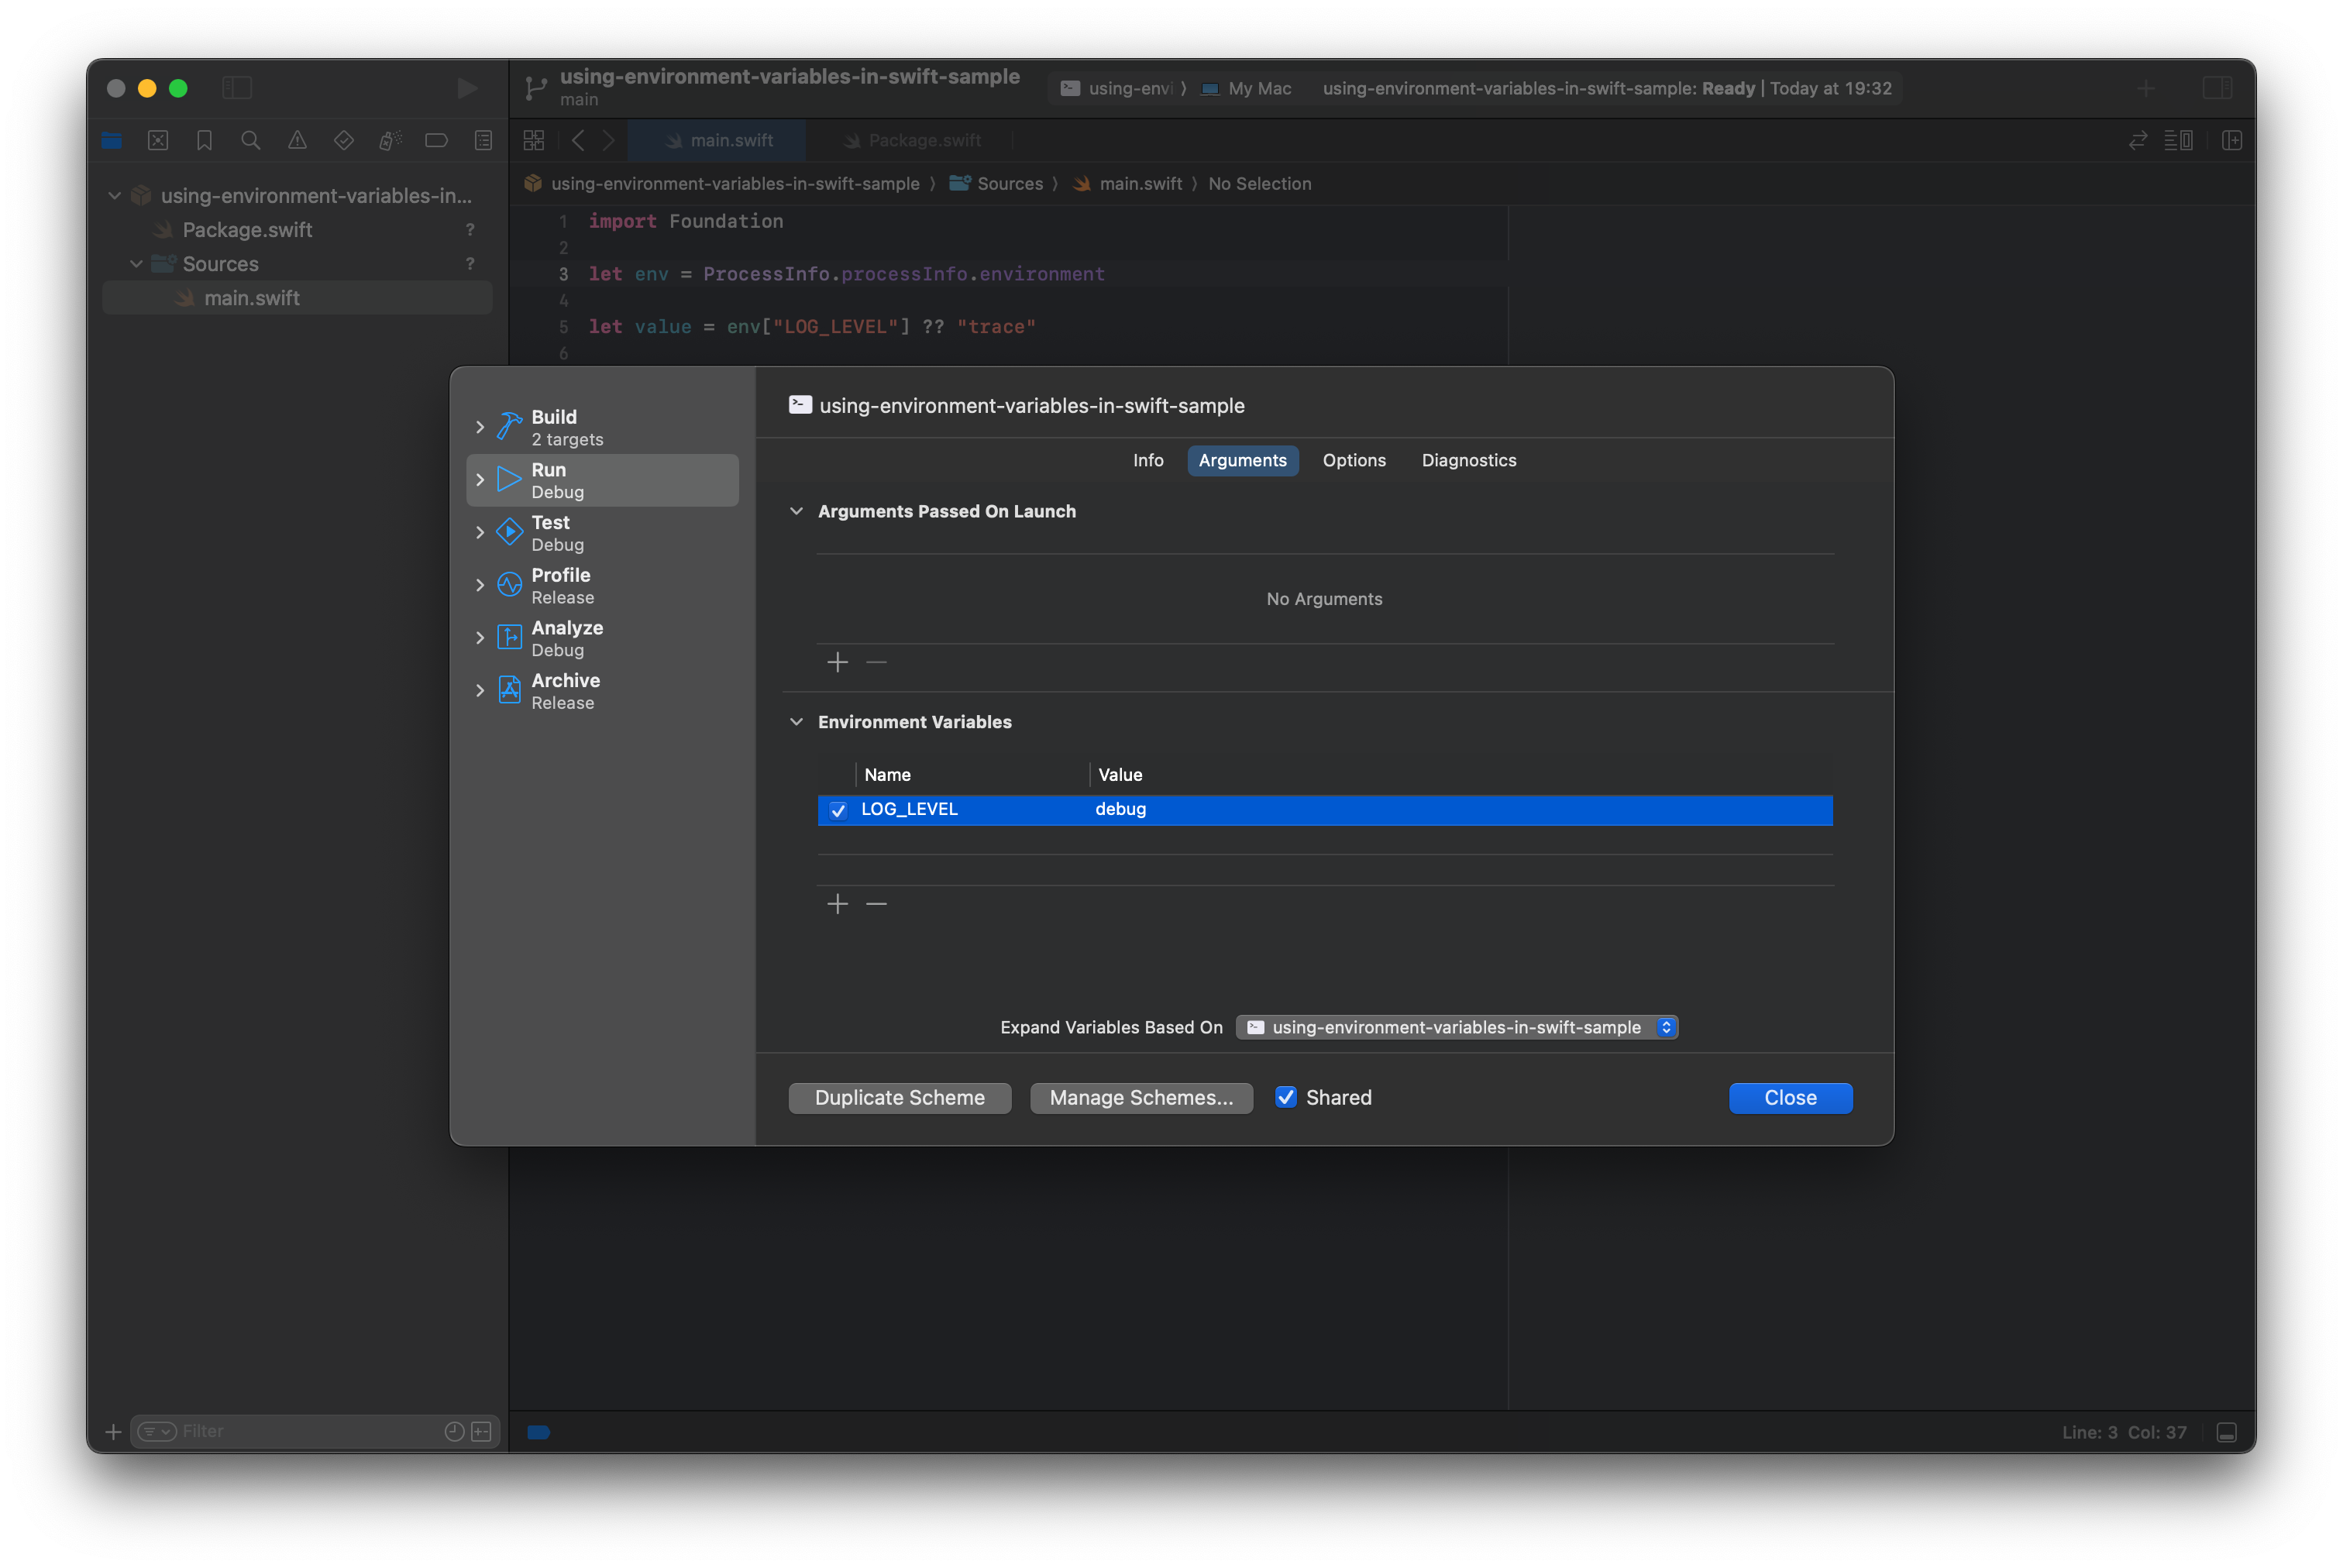 using-environment-variables-in-swift-sample
main
using-envi
My Mac
using-environment-variables-in-swift-sample: Ready | Today at 19:32
main.swift
Package.swift
using-environment-variables-in...
Package.swift ?
Sources ?
main.swift
using-environment-variables-in-swift-sample
Sources
main.swift
No Selection
1 import Foundation
2
3 let env = ProcessInfo.processInfo.environment
4
5 let value = env["LOG_LEVEL"] ?? "trace"
6
Build
2 targets
Run
Debug
Test
Debug
Profile
Release
Analyze
Debug
Archive
Release
using-environment-variables-in-swift-sample
Info Arguments Options Diagnostics
Arguments Passed On Launch
No Arguments
Environment Variables
Name Value
LOG_LEVEL debug
Expand Variables Based On using-environment-variables-in-swift-sample
Duplicate Scheme Manage Schemes... Shared Close
Filter
Line: 3 Col: 37